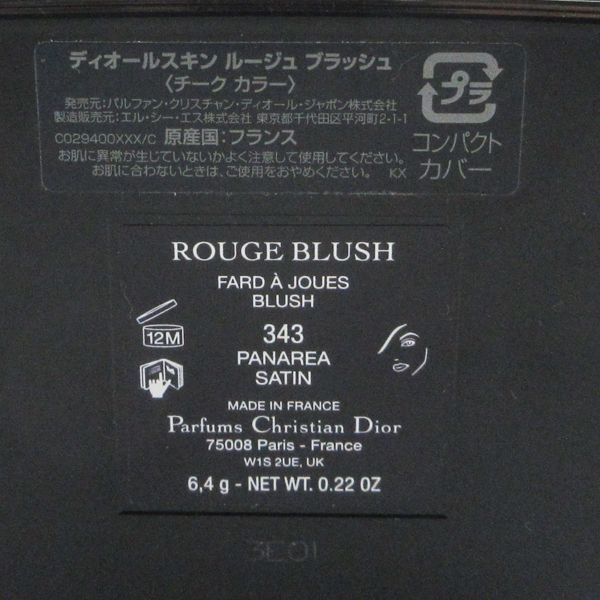 ディオールスキン ルージュ ブラッシュ
〈チーク カラー〉
発売元：パルファン・クリスチャン・ディオール・ジャポン株式会社
製造販売元：エル・シー・エス株式会社 東京都千代田区平河町2-1-1
C029400XXX/C 原産国：フランス
お肌に異常が生じていないかよく注意して使用してください。
お肌に合わないときは、ご使用をおやめください。 KX
プラ
コンパクト
カバー
ROUGE BLUSH
FARD À JOUES
BLUSH
12M
343
PANAREA
SATIN
MADE IN FRANCE
Parfums Christian Dior
75008 Paris - France
W1S 2UE, UK
6,4 g - NET WT. 0.22 OZ
3E01